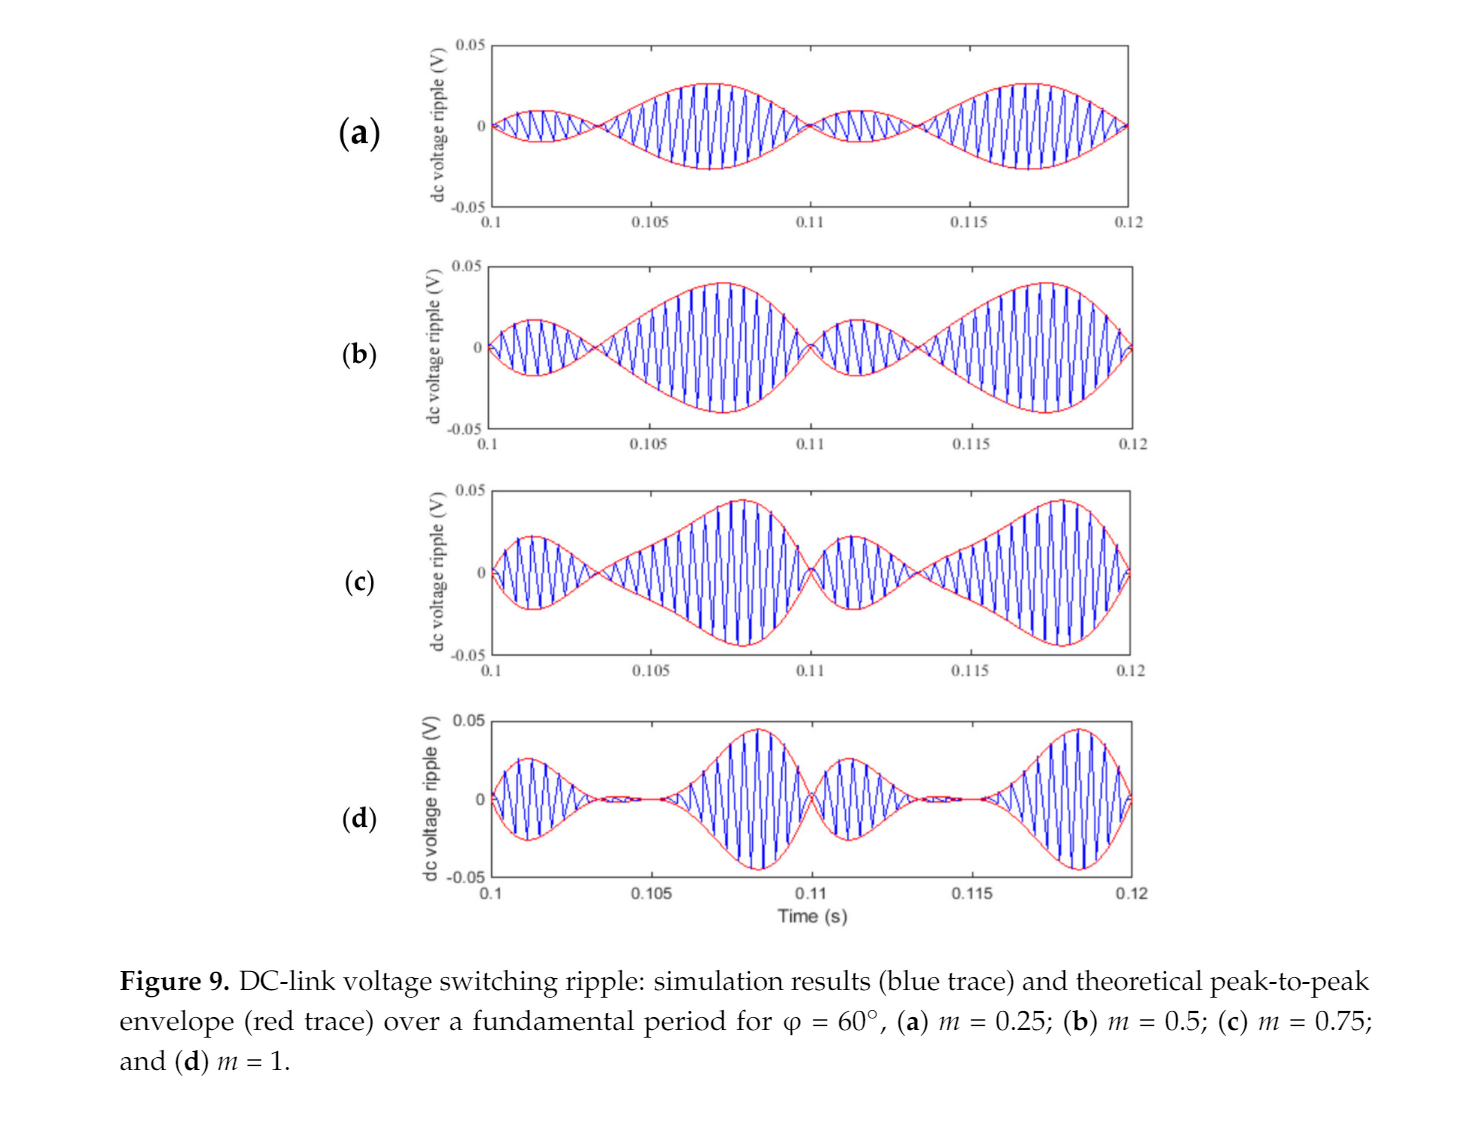 (a)
dc voltage ripple (V)
0.05
0
-0.05
0.1 0.105 0.11 0.115 0.12
(b)
dc voltage ripple (V)
0.05
0
-0.05
0.1 0.105 0.11 0.115 0.12
(c)
dc voltage ripple (V)
0.05
0
-0.05
0.1 0.105 0.11 0.115 0.12
(d)
dc voltage ripple (V)
0.05
0
-0.05
0.1 0.105 0.11 0.115 0.12
Time (s)
Figure 9. DC-link voltage switching ripple: simulation results (blue trace) and theoretical peak-to-peak
envelope (red trace) over a fundamental period for φ = 60°, (a) m = 0.25; (b) m = 0.5; (c) m = 0.75;
and (d) m = 1.